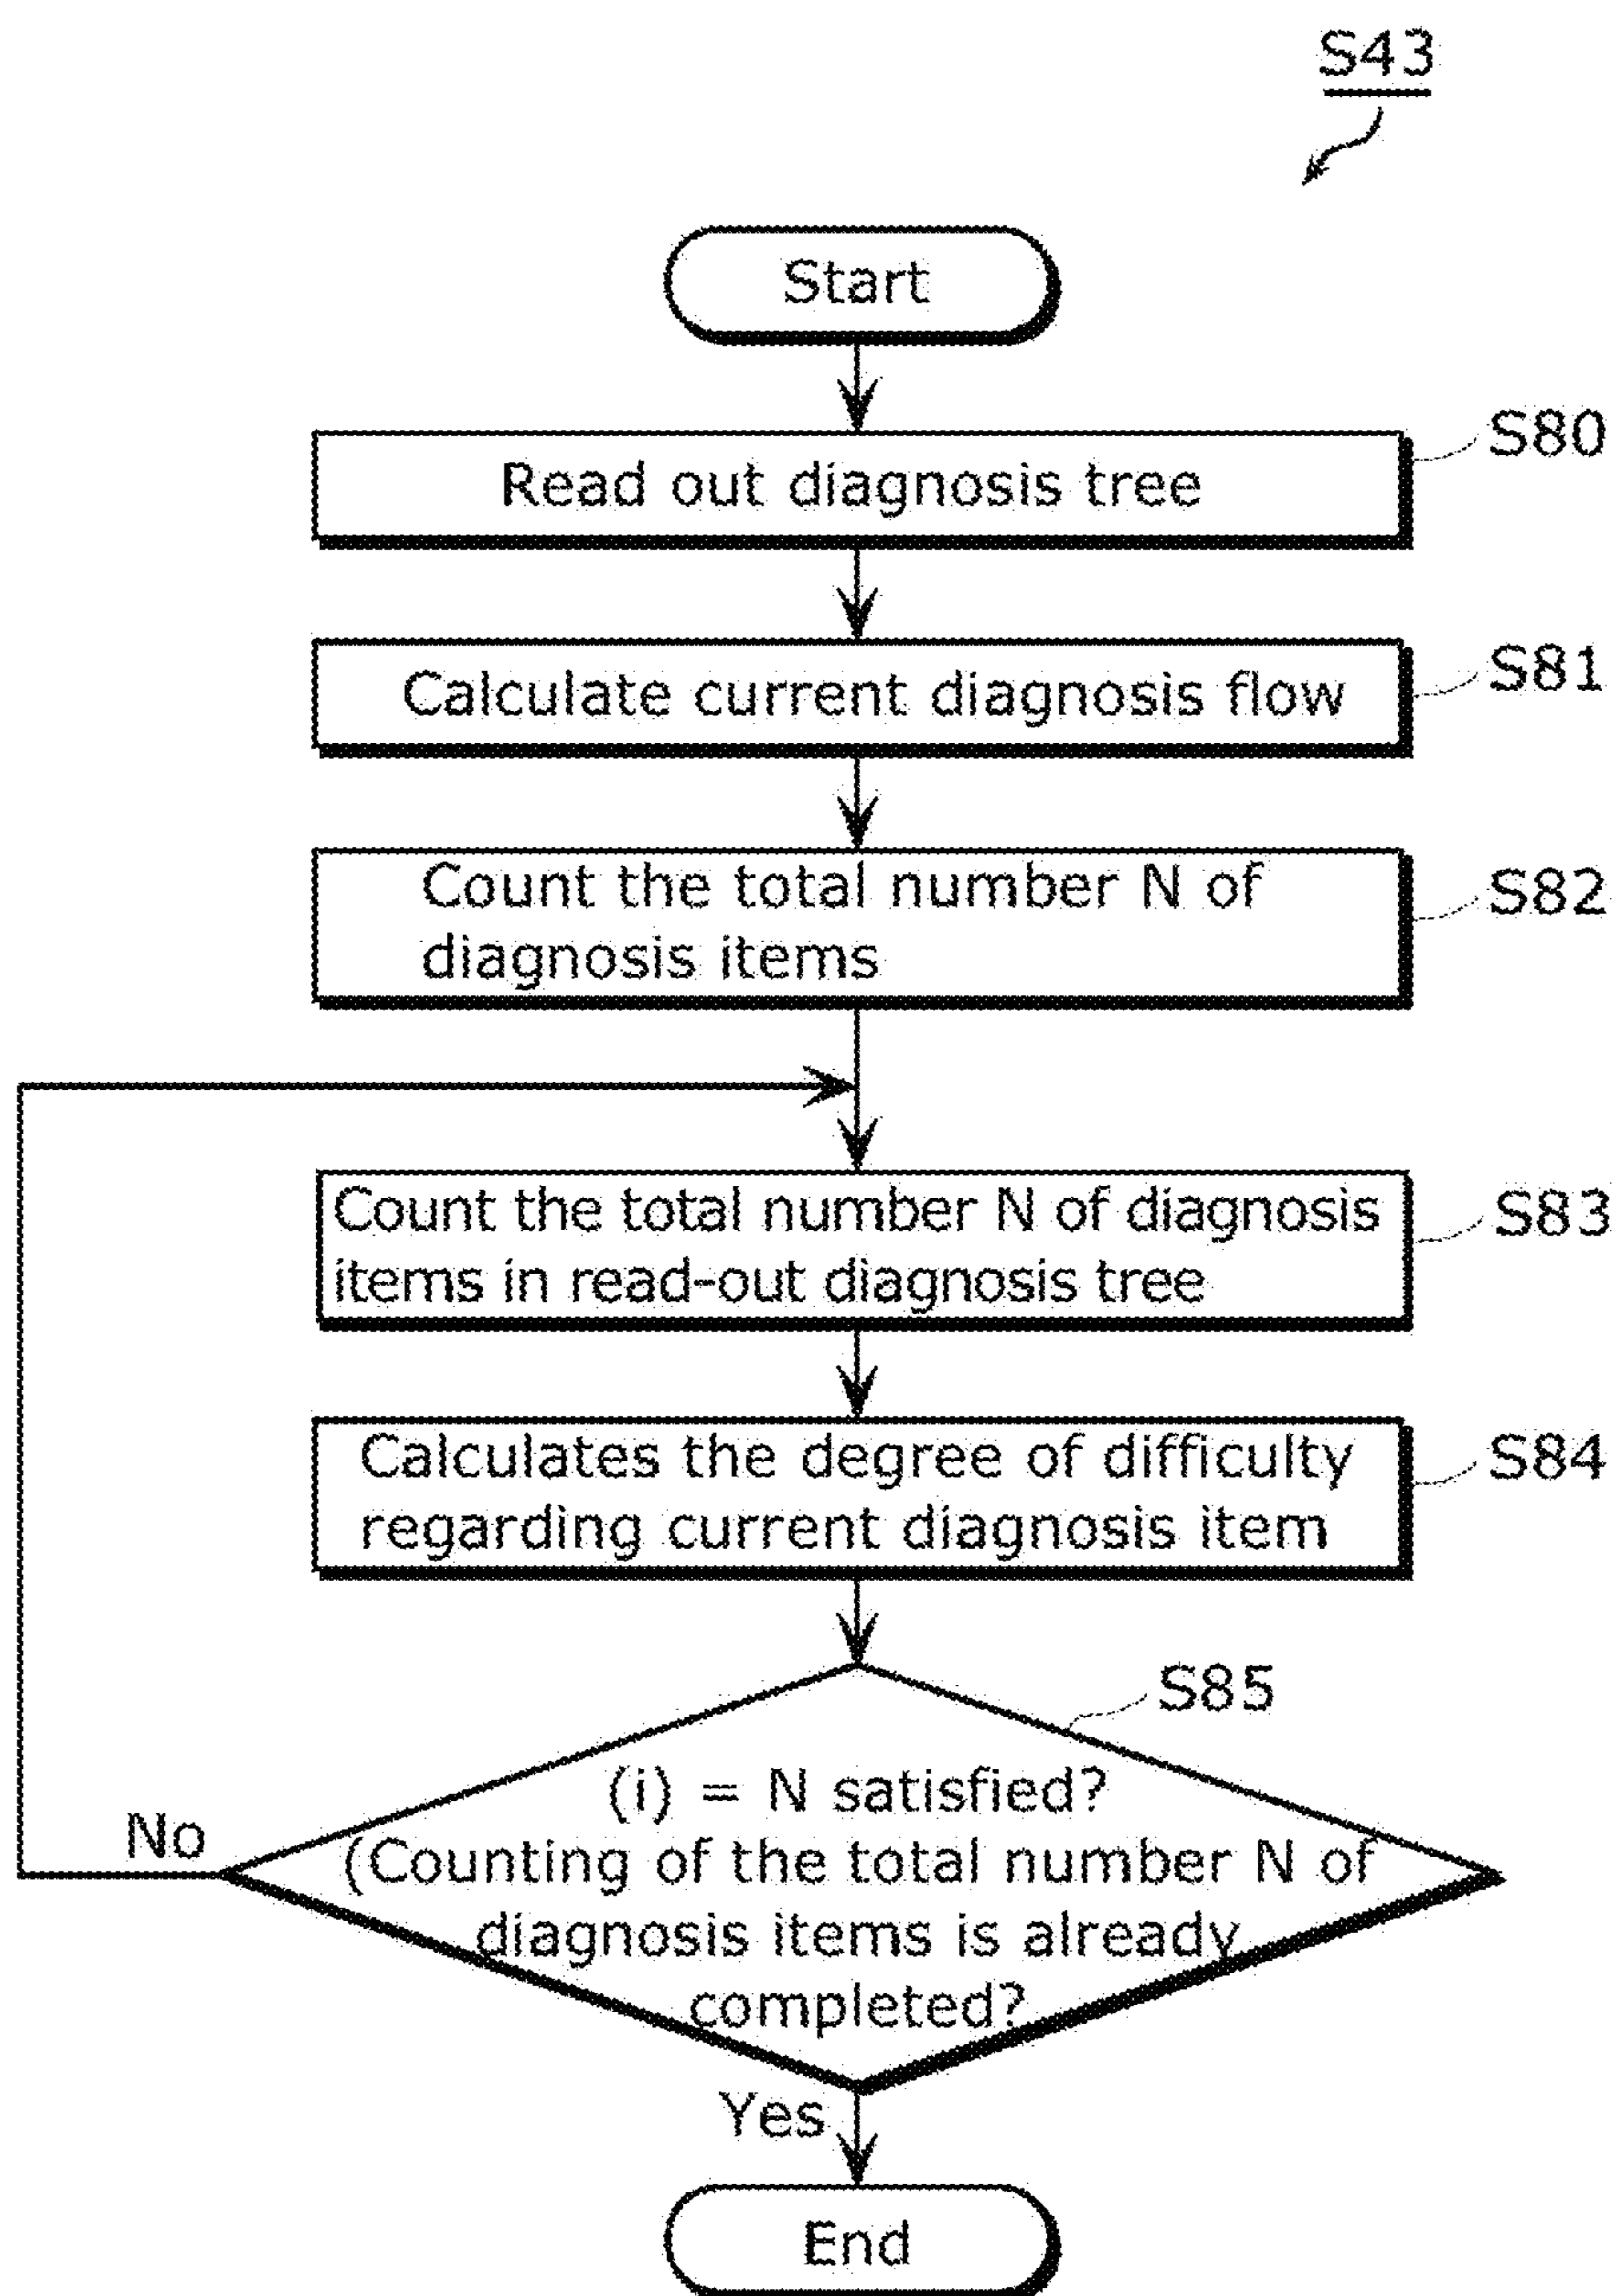 S43
Start
S80
Read out diagnosis tree
S81
Calculate current diagnosis flow
S82
Count the total number N of
diagnosis items
S83
Count the total number N of diagnosis
items in read-out diagnosis tree
S84
Calculates the degree of difficulty
regarding current diagnosis item
S85
(i) = N satisfied?
(Counting of the total number N of
diagnosis items is already
completed?
No
Yes
End